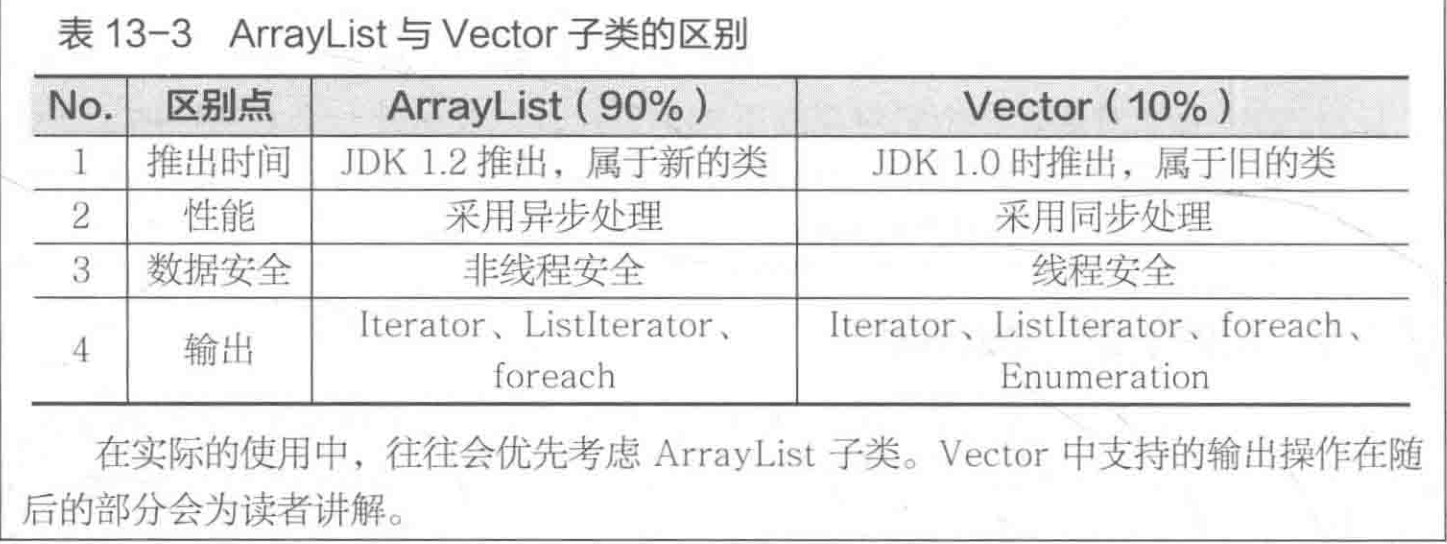 表 13-3 ArrayList 与 Vector 子类的区别
No. 区别点 ArrayList（90%） Vector（10%）
1 推出时间 JDK 1.2 推出，属于新的类 JDK 1.0 时推出，属于旧的类
2 性能 采用异步处理 采用同步处理
3 数据安全 非线程安全 线程安全
4 输出 Iterator、ListIterator、 Iterator、ListIterator、foreach、
foreach Enumeration
在实际的使用中，往往会优先考虑 ArrayList 子类。Vector 中支持的输出操作在随
后的部分会为读者讲解。